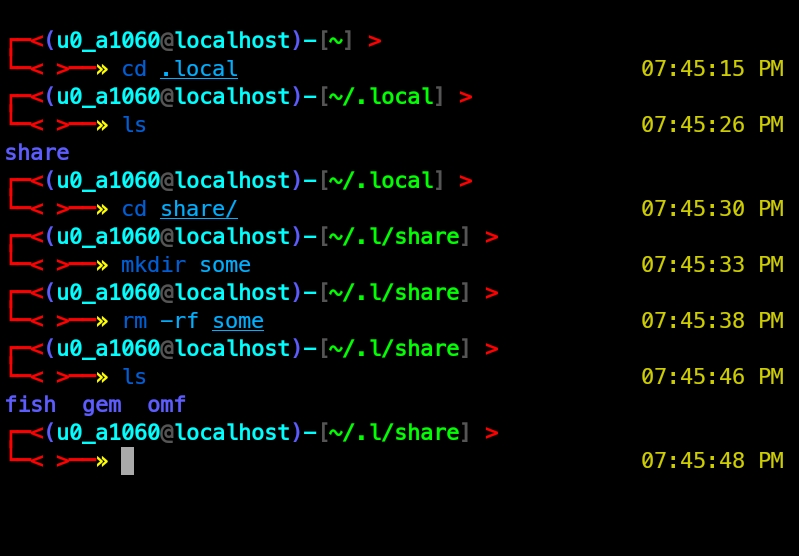 ┌─<(u0_a1060@localhost)-[~] >
└─< >──» cd .local 07:45:15 PM
┌─<(u0_a1060@localhost)-[~/.local] >
└─< >──» ls 07:45:26 PM
share
┌─<(u0_a1060@localhost)-[~/.local] >
└─< >──» cd share/ 07:45:30 PM
┌─<(u0_a1060@localhost)-[~/.l/share] >
└─< >──» mkdir some 07:45:33 PM
┌─<(u0_a1060@localhost)-[~/.l/share] >
└─< >──» rm -rf some 07:45:38 PM
┌─<(u0_a1060@localhost)-[~/.l/share] >
└─< >──» ls 07:45:46 PM
fish  gem  omf
┌─<(u0_a1060@localhost)-[~/.l/share] >
└─< >──» 07:45:48 PM